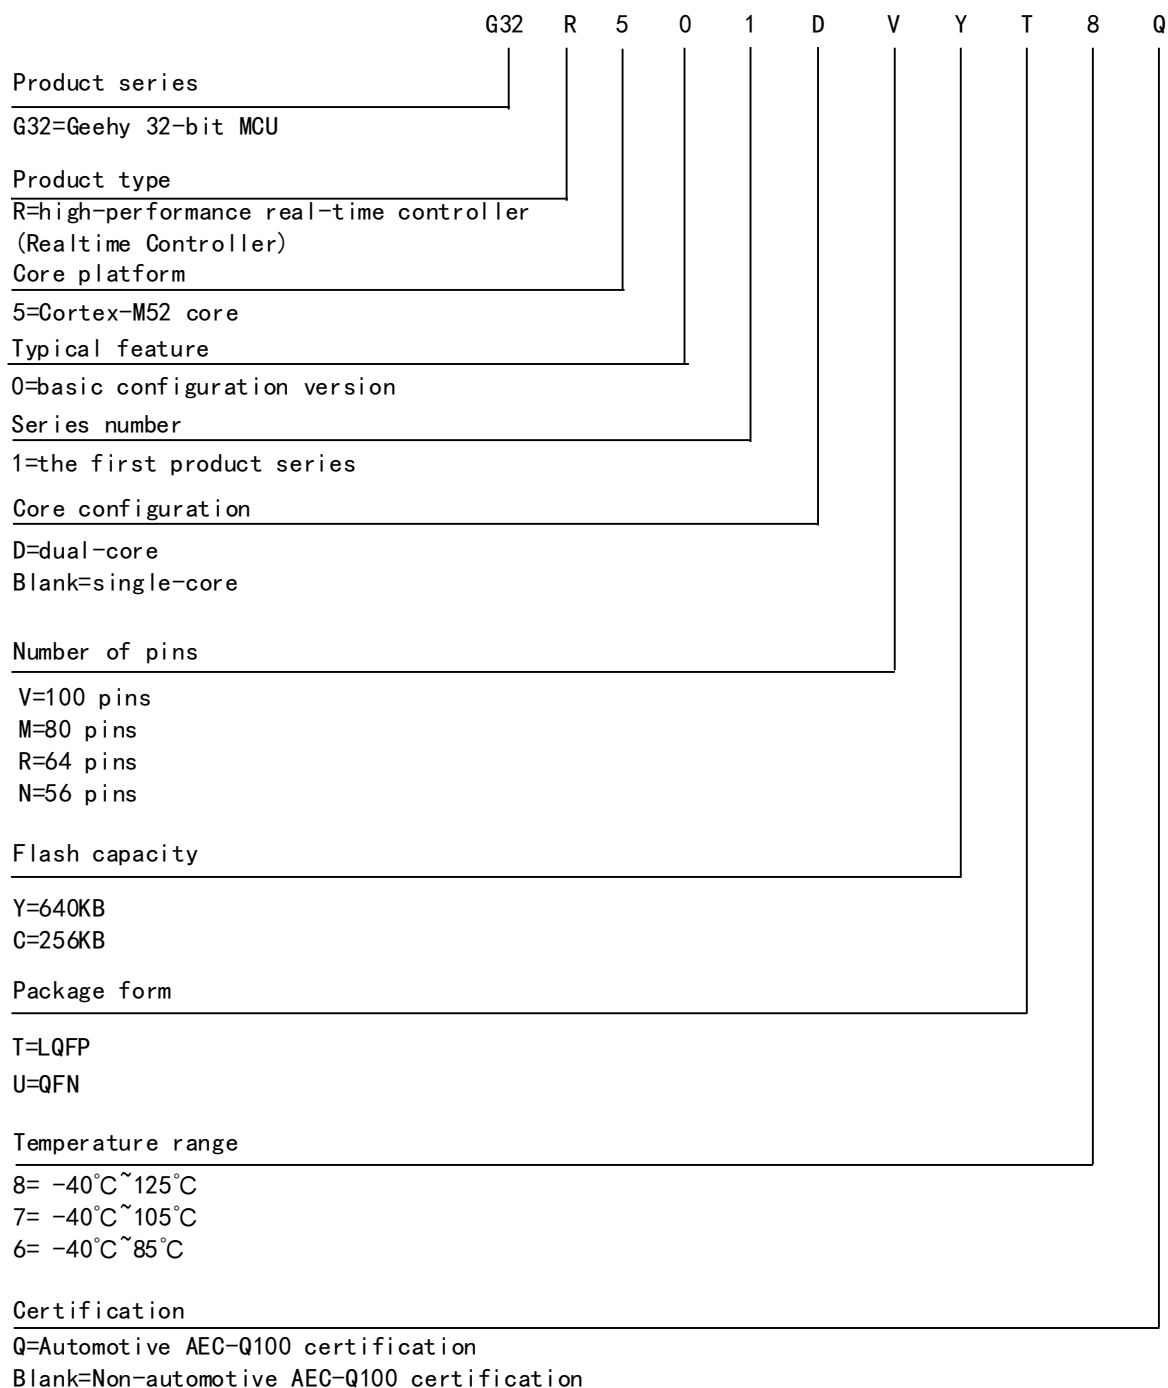 G32 R 5 0 1 D V Y T 8 Q
Product series
G32=Geehy 32-bit MCU
Product type
R=high-performance real-time controller
(Realtime Controller)
Core platform
5=Cortex-M52 core
Typical feature
0=basic configuration version
Series number
1=the first product series
Core configuration
D=dual-core
Blank=single-core
Number of pins
V=100 pins
M=80 pins
R=64 pins
N=56 pins
Flash capacity
Y=640KB
C=256KB
Package form
T=LQFP
U=QFN
Temperature range
8= -40℃~125℃
7= -40℃~105℃
6= -40℃~85℃
Certification
Q=Automotive AEC-Q100 certification
Blank=Non-automotive AEC-Q100 certification